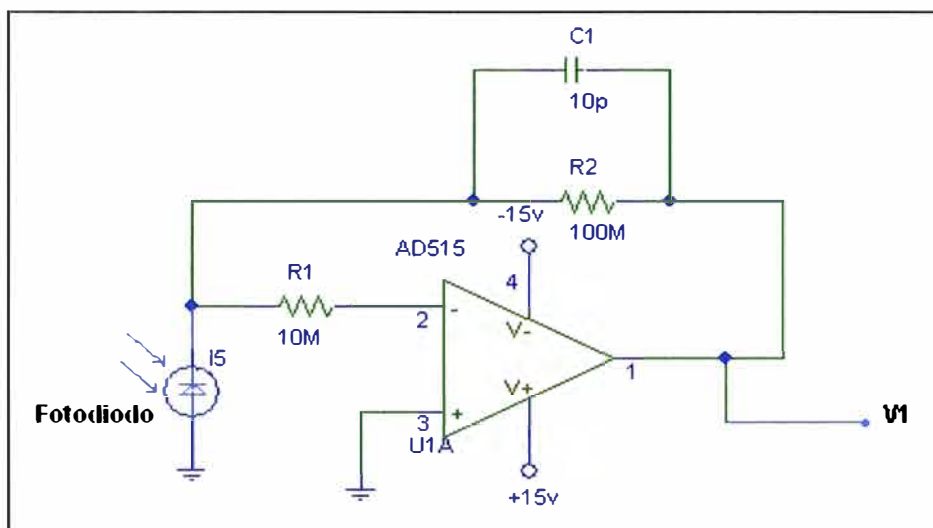 C1
10p
R2
100M
-15v
AD515
R1
10M
4
2
-
V-
I5
Fotodiodo
1
V+
3
+
U1A
+15v
V1